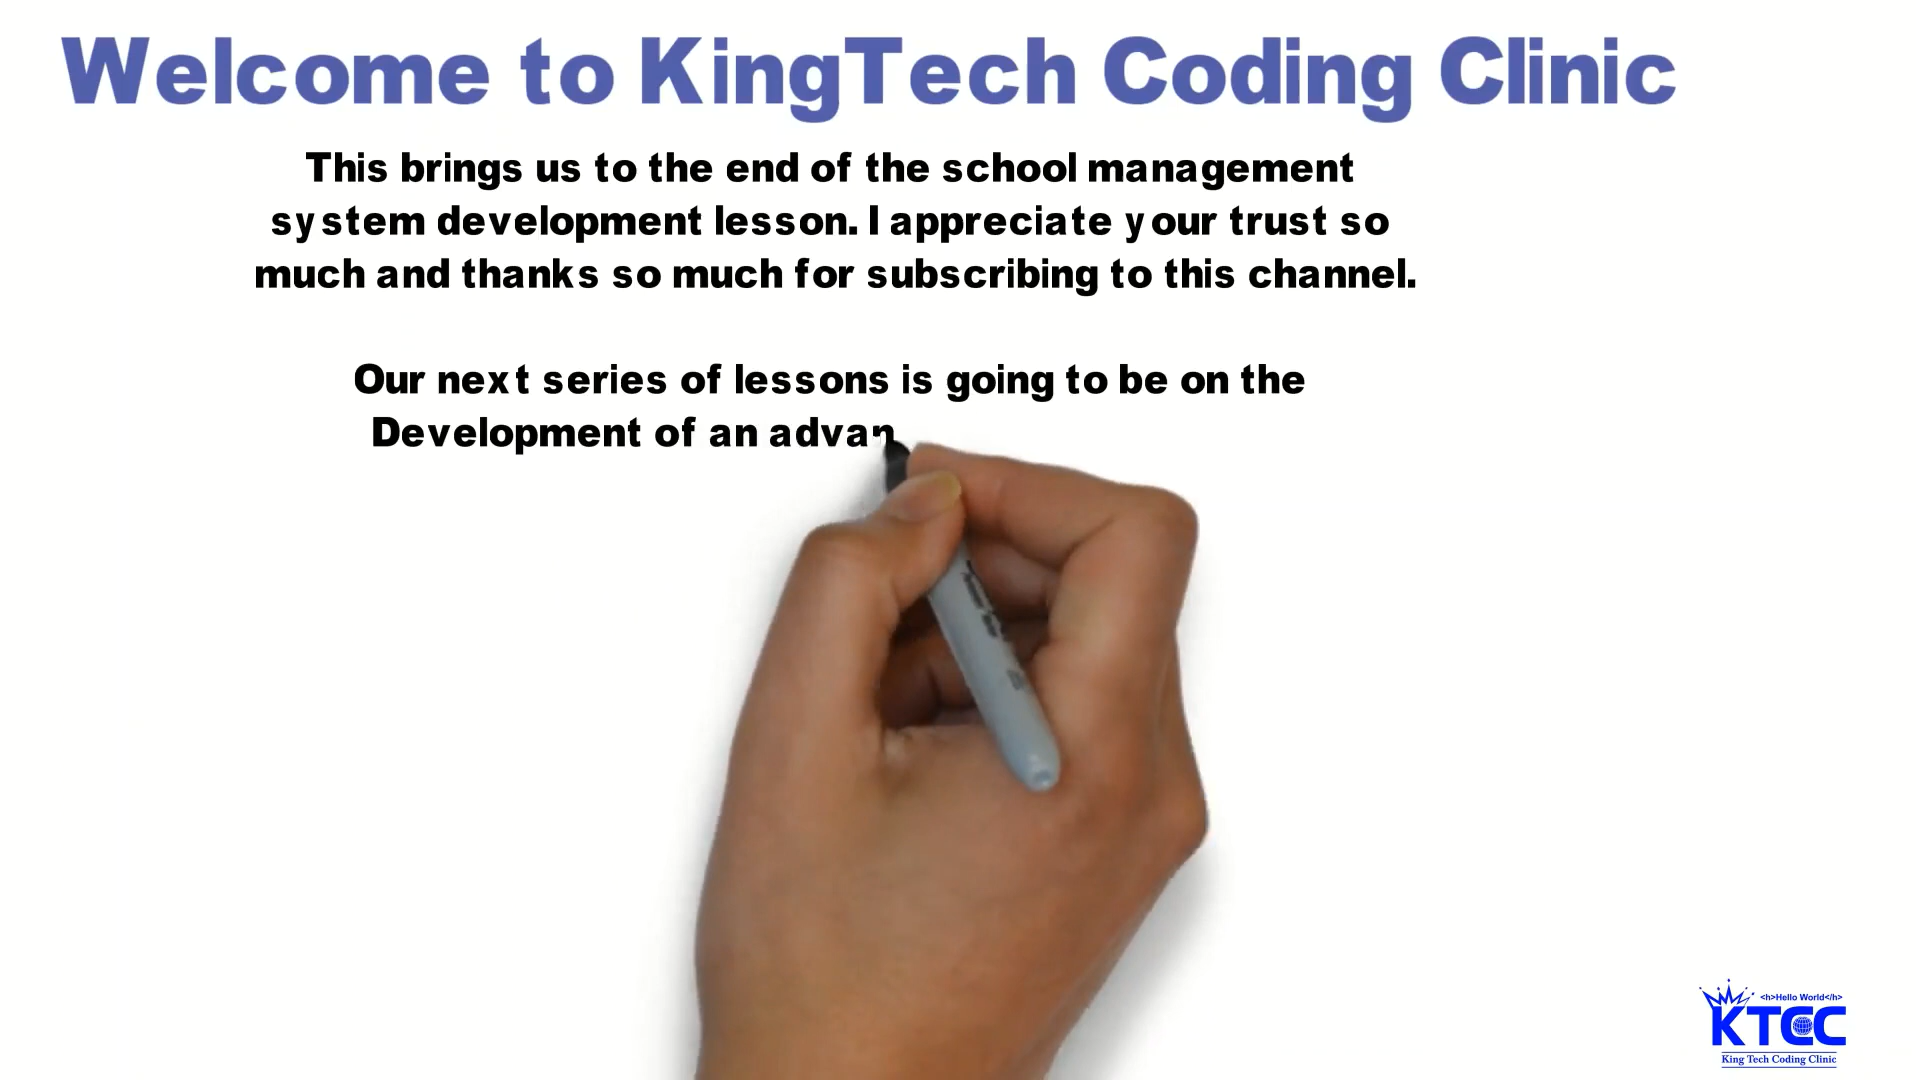 Welcome to KingTech Coding Clinic
This brings us to the end of the school management
system development lesson. I appreciate your trust so
much and thanks so much for subscribing to this channel.
Our next series of lessons is going to be on the
Development of an advan
<h>Hello World</h>
KTCC
King Tech Coding Clinic